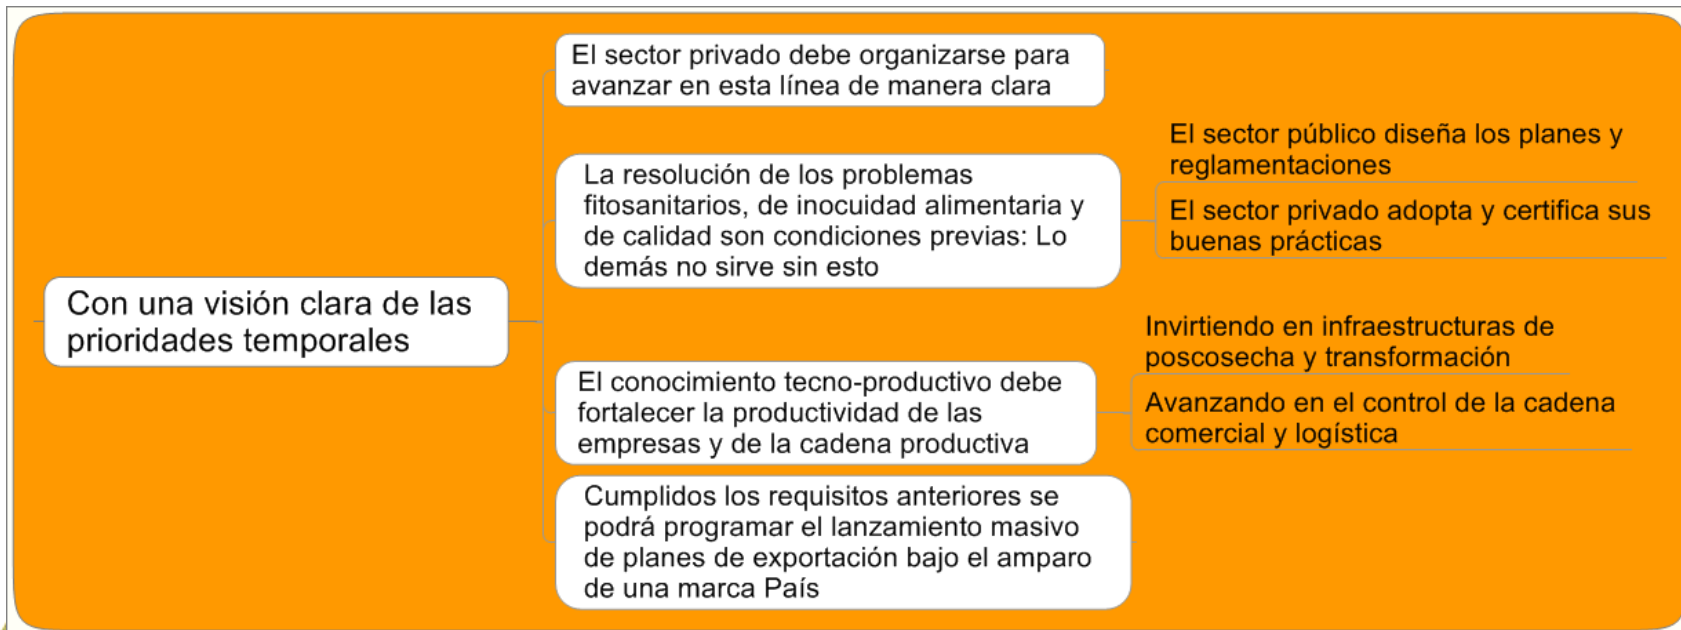 Con una visión clara de las
prioridades temporales
El sector privado debe organizarse para
avanzar en esta línea de manera clara
La resolución de los problemas
fitosanitarios, de inocuidad alimentaria y
de calidad son condiciones previas: Lo
demás no sirve sin esto
El sector público diseña los planes y
reglamentaciones
El sector privado adopta y certifica sus
buenas prácticas
El conocimiento tecno-productivo debe
fortalecer la productividad de las
empresas y de la cadena productiva
Invirtiendo en infraestructuras de
poscosecha y transformación
Avanzando en el control de la cadena
comercial y logística
Cumplidos los requisitos anteriores se
podrá programar el lanzamiento masivo
de planes de exportación bajo el amparo
de una marca País